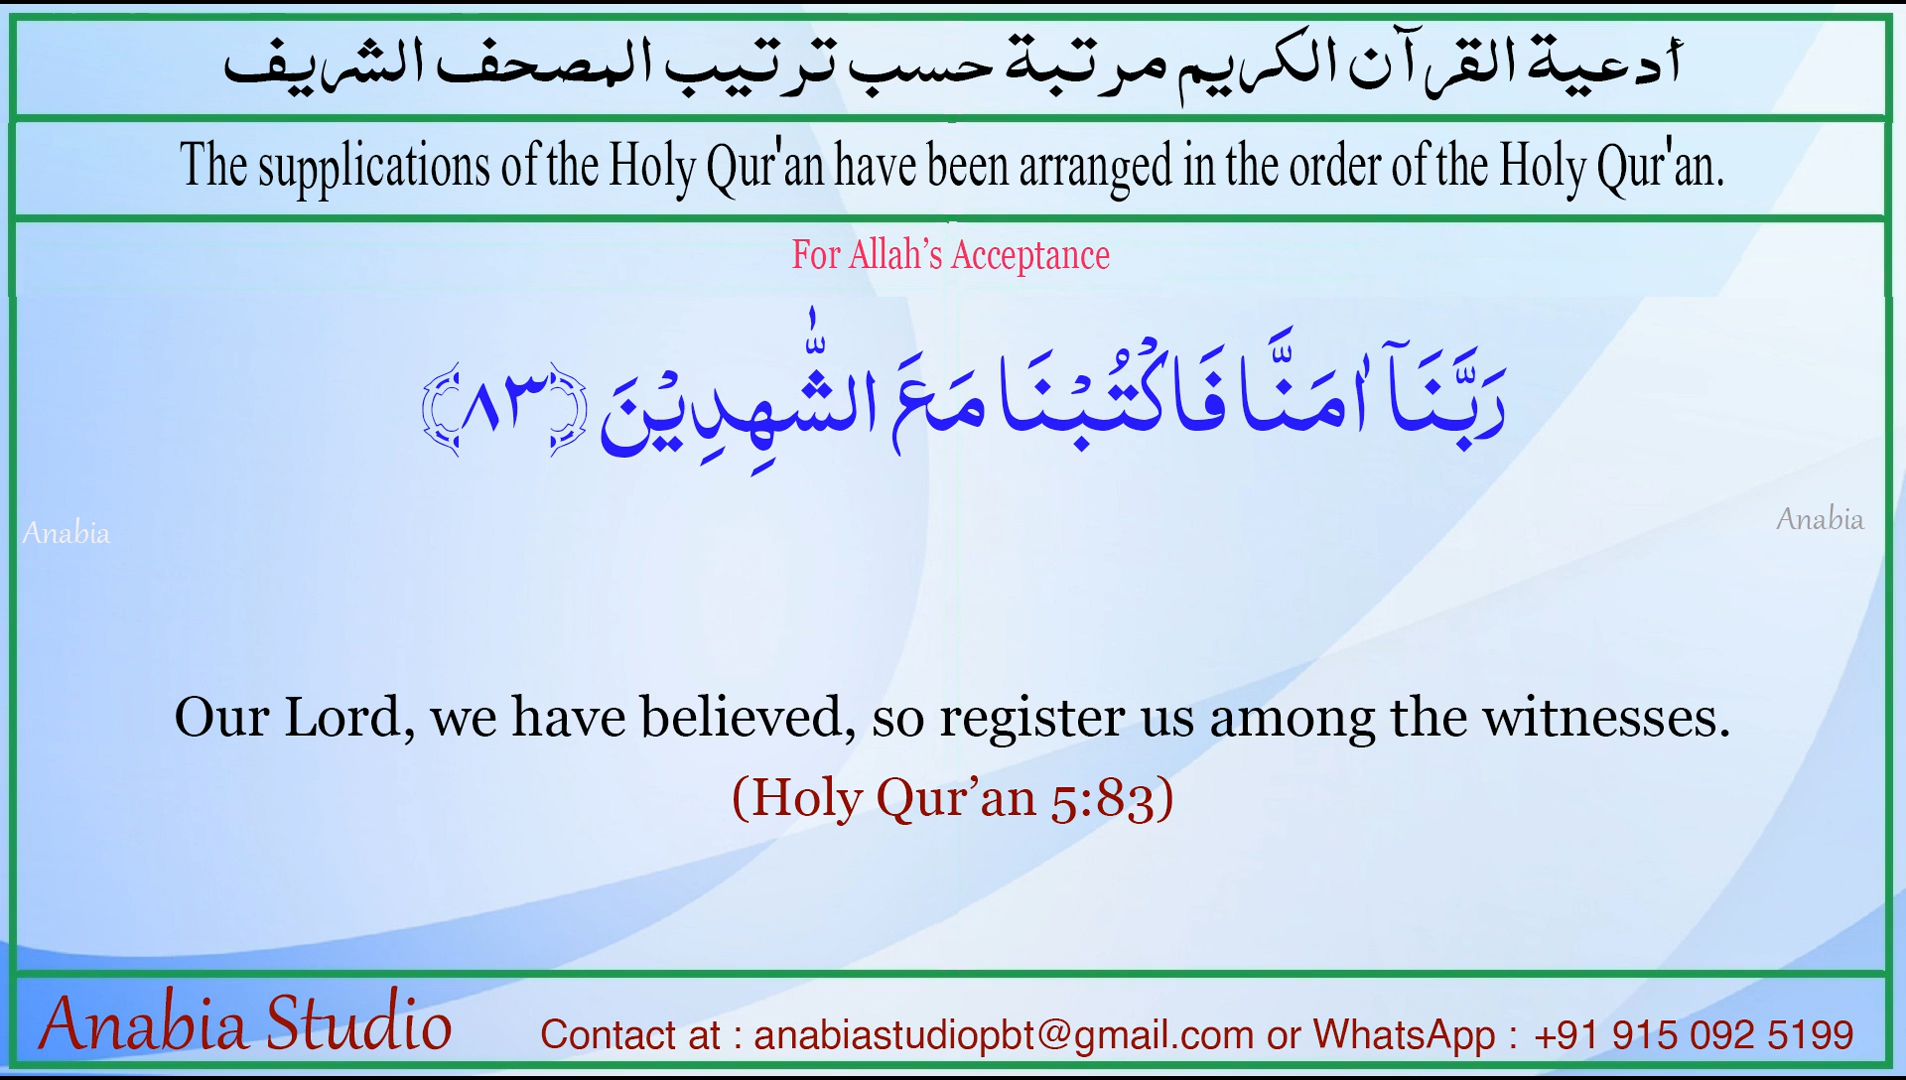 أدعية القرآن الكريم مرتبة حسب ترتيب المصحف الشريف
The supplications of the Holy Qur'an have been arranged in the order of the Holy Qur'an.
For Allah’s Acceptance
رَبَّنَآ اٰمَنَّا فَاكْتُبْنَا مَعَ الشّٰهِدِيْنَ ﴿٨٣﴾
Anabia
Anabia
Our Lord, we have believed, so register us among the witnesses.
(Holy Qur’an 5:83)
Anabia Studio
Contact at : anabiastudiopbt@gmail.com or WhatsApp : +91 915 092 5199